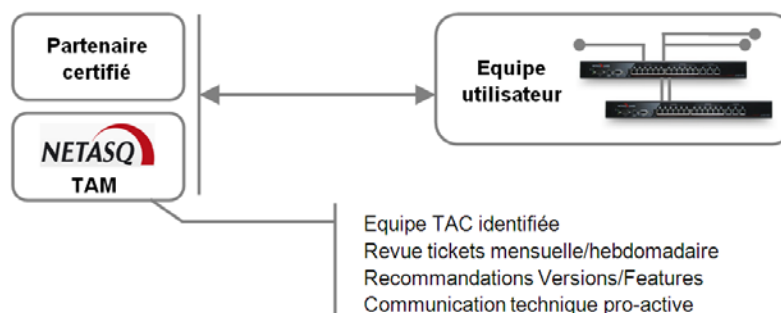 Partenaire
certifié
NETASQ
TAM
Equipe
utilisateur
Equipe TAC identifiée
Revue tickets mensuelle/hebdomadaire
Recommandations Versions/Features
Communication technique pro-active